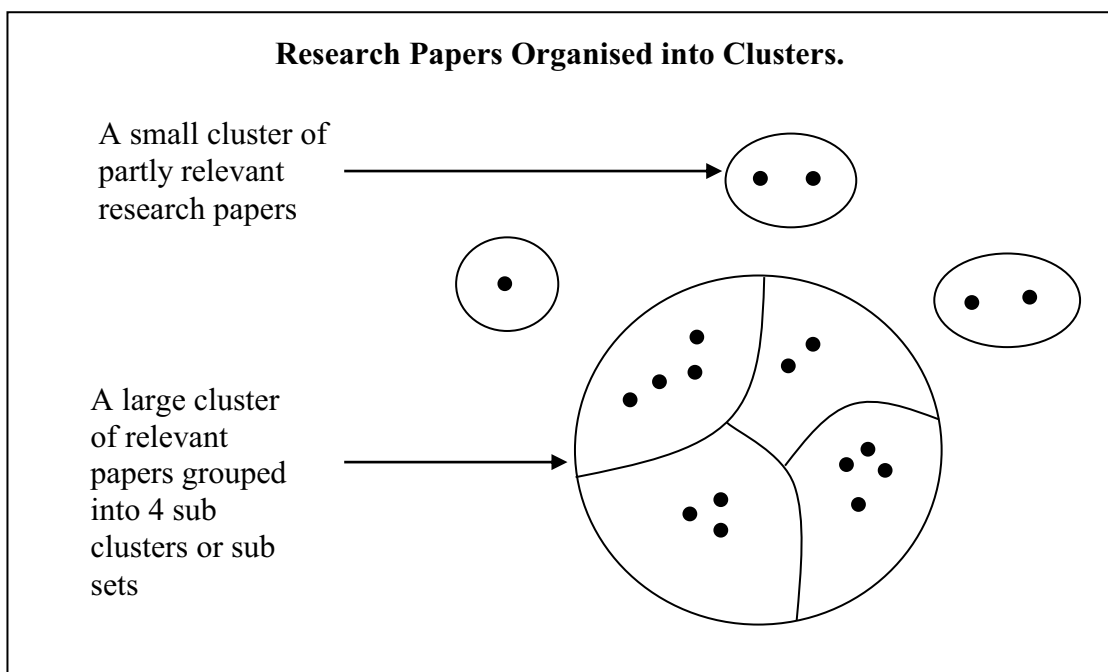 Research Papers Organised into Clusters.
A small cluster of
partly relevant
research papers
A large cluster
of relevant
papers grouped
into 4 sub
clusters or sub
sets